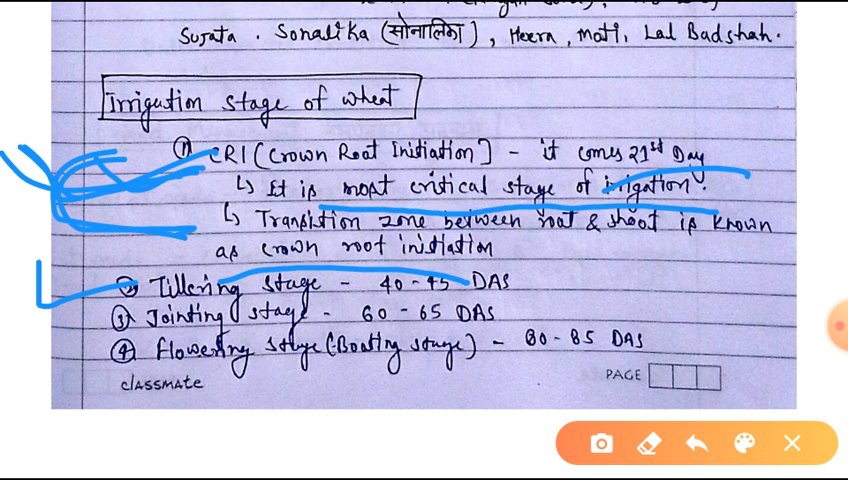 Sujata. Sonalika (सोनालिका), Heera, Moti, Lal Badshah.
Irrigation stage of wheat
① CRI (Crown Root Initiation] - it comes 21st Day
↳ It is most critical stage of irrigation.
↳ Transistion zone between root & shoot is known
as crown root initiation
② Tillering stage - 40-45 DAS
③ Jointing stage - 60-65 DAS
④ flowering stage (Boating stage) - 80-85 DAS
classmate
PAGE